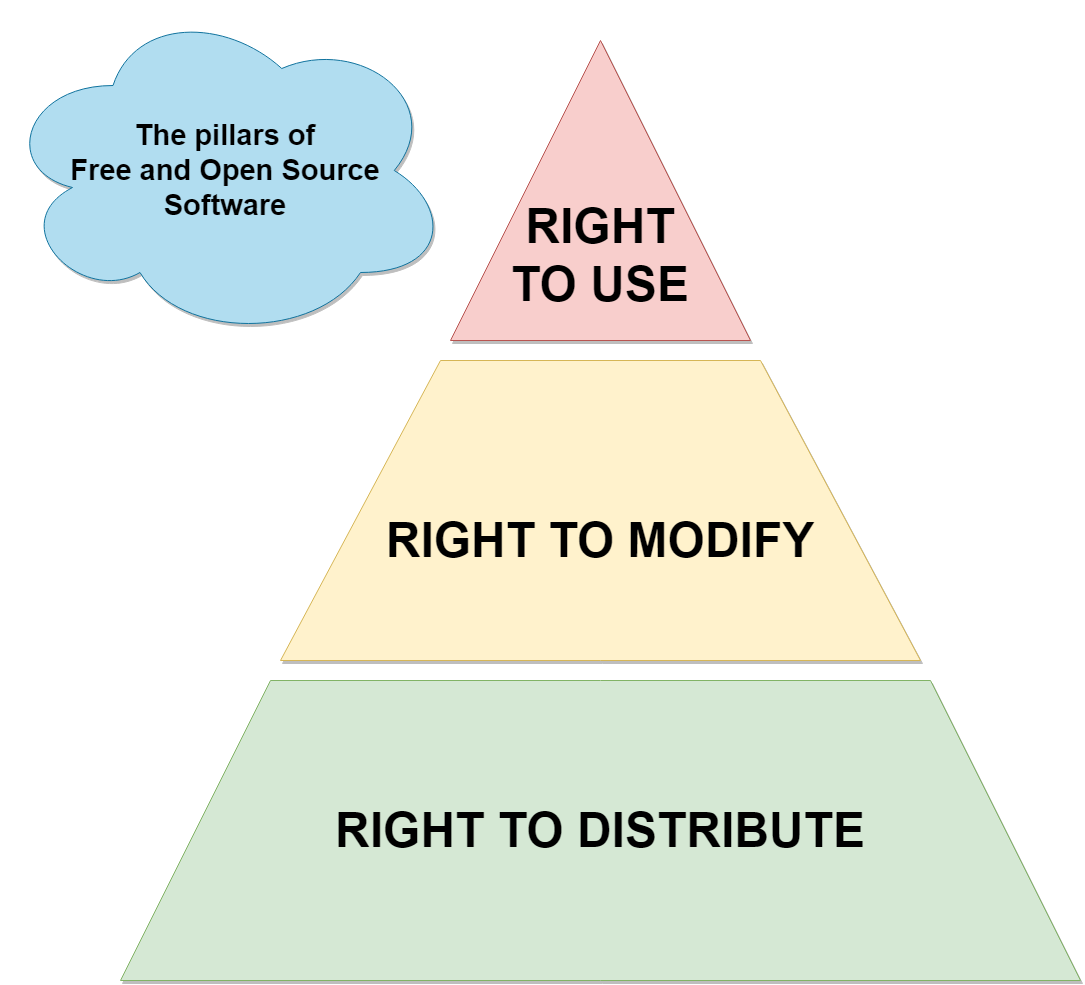 The pillars of
Free and Open Source
Software
RIGHT
TO USE
RIGHT TO MODIFY
RIGHT TO DISTRIBUTE